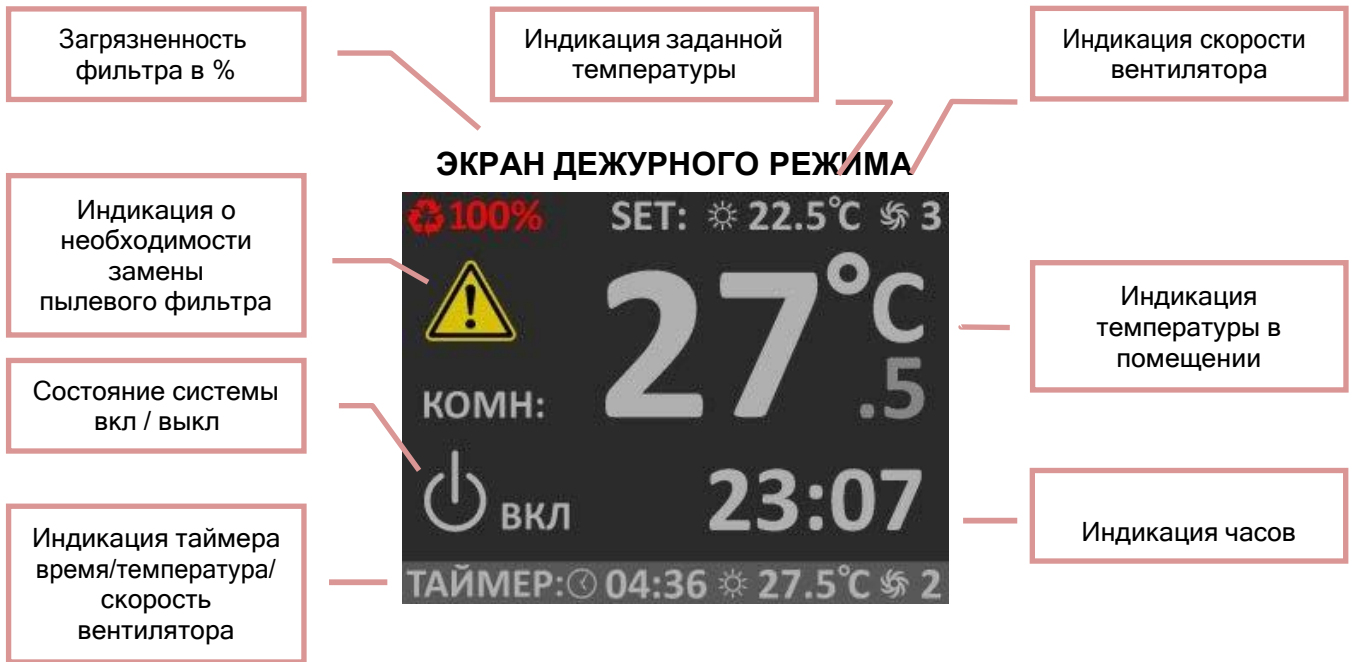 Загрязненность
фильтра в %
Индикация заданной
температуры
Индикация скорости
вентилятора
ЭКРАН ДЕЖУРНОГО РЕЖИМА
Индикация о
необходимости
замены
пылевого фильтра
Состояние системы
вкл / выкл
Индикация таймера
время/температура/
скорость
вентилятора
100% SET: 22.5°C 3
27°C
.5
КОМН:
ВКЛ 23:07
ТАЙМЕР: 04:36 27.5°C 2
Индикация
температуры в
помещении
Индикация часов